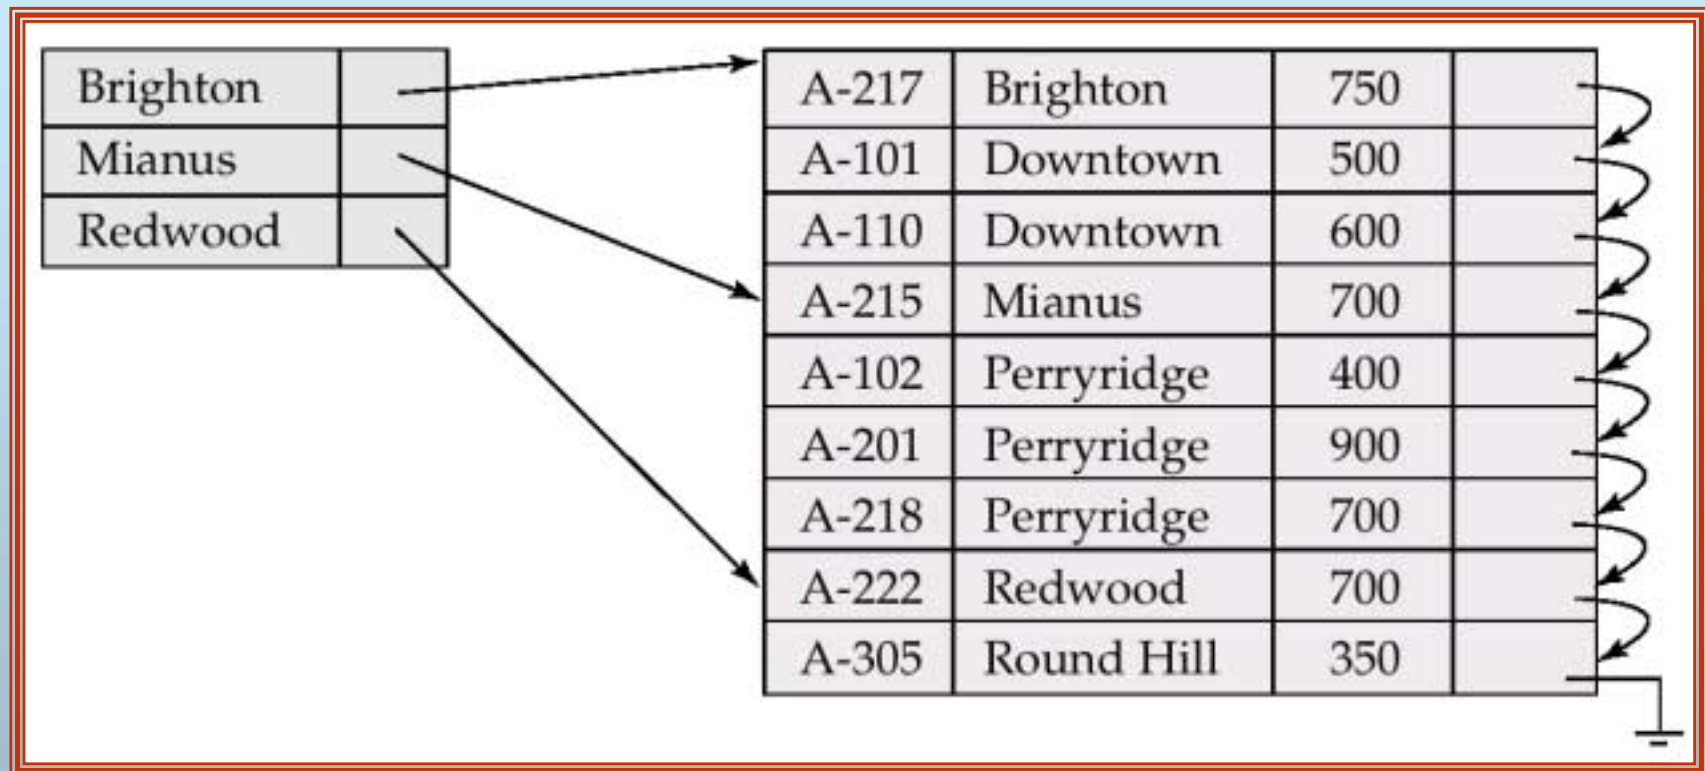 Brighton
Mianus
Redwood
A-217 Brighton 750
A-101 Downtown 500
A-110 Downtown 600
A-215 Mianus 700
A-102 Perryridge 400
A-201 Perryridge 900
A-218 Perryridge 700
A-222 Redwood 700
A-305 Round Hill 350